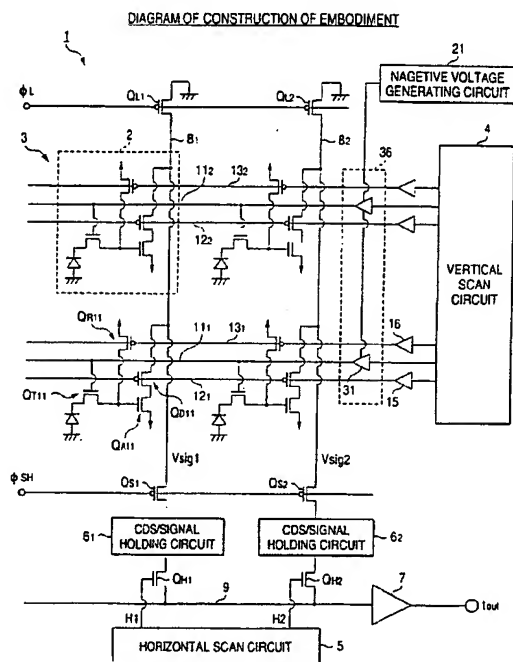 DIAGRAM OF CONSTRUCTION OF EMBODIMENT
1
21
NAGETIVE VOLTAGE
GENERATING CIRCUIT
φL
QL1
QL2
4
3
2
B1
B2
36
112
132
122
VERTICAL
SCAN
CIRCUIT
QR11
131
16
111
121
31
15
QT11
QD11
QA11
Vsig1
Vsig2
φSH
QS1
QS2
61
CDS/SIGNAL
HOLDING CIRCUIT
CDS/SIGNAL
HOLDING CIRCUIT
62
QH1
QH2
7
9
Iout
H1
H2
HORIZONTAL SCAN CIRCUIT
5